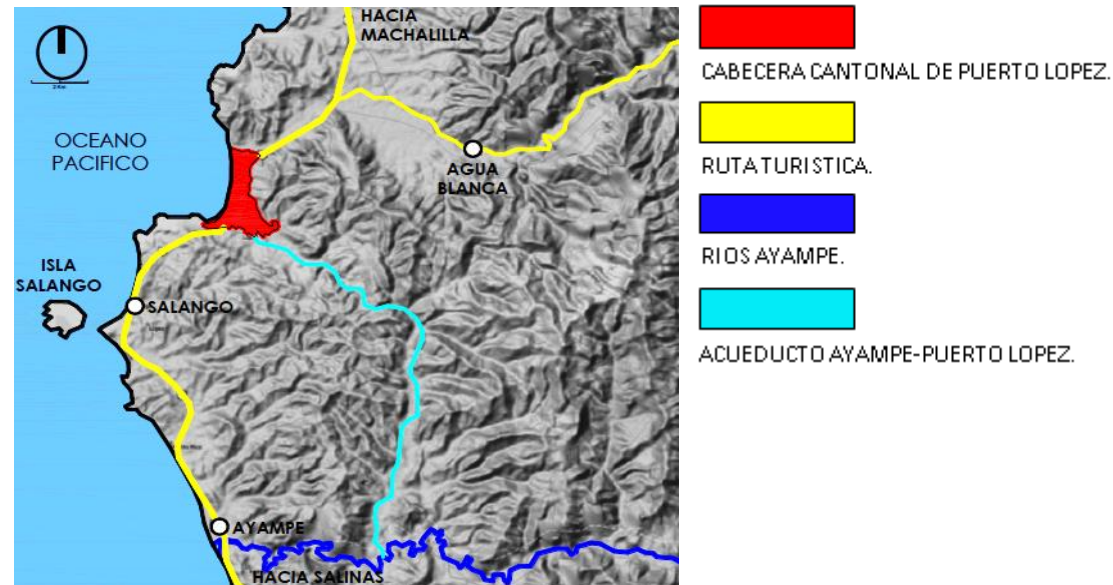 HACIA
MACHALILLA
OCEANO
PACIFICO
AGUA
BLANCA
ISLA
SALANGO
SALANGO
AYAMPE
HACIA SALINAS
CABECERA CANTONAL DE PUERTO LOPEZ.
RUTA TURISTICA.
RIOS AYAMPE.
ACUEDUCTO AYAMPE-PUERTO LOPEZ.